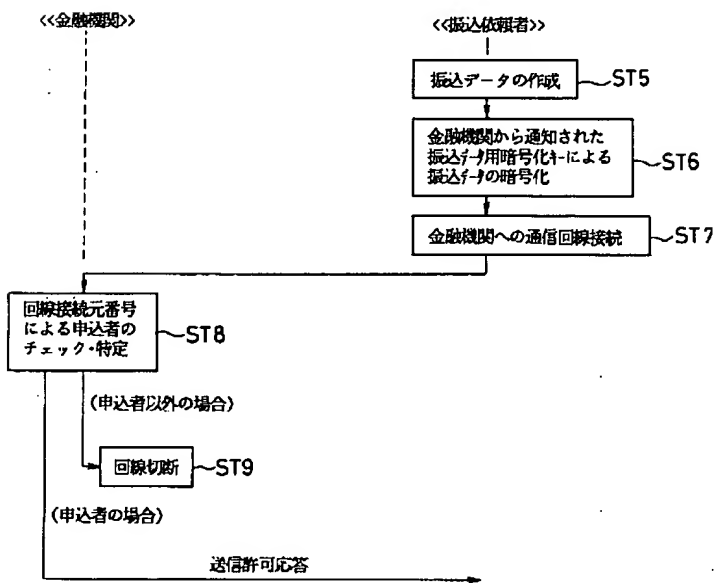 <<金融機関>>
<<振込依頼者>>
振込データの作成
ST5
金融機関から通知された
振込データ用暗号化キーによる
振込データの暗号化
ST6
金融機関への通信回線接続
ST7
回線接続元番号
による申込者の
チェック・特定
ST8
(申込者以外の場合)
回線切断
ST9
(申込者の場合)
送信許可応答